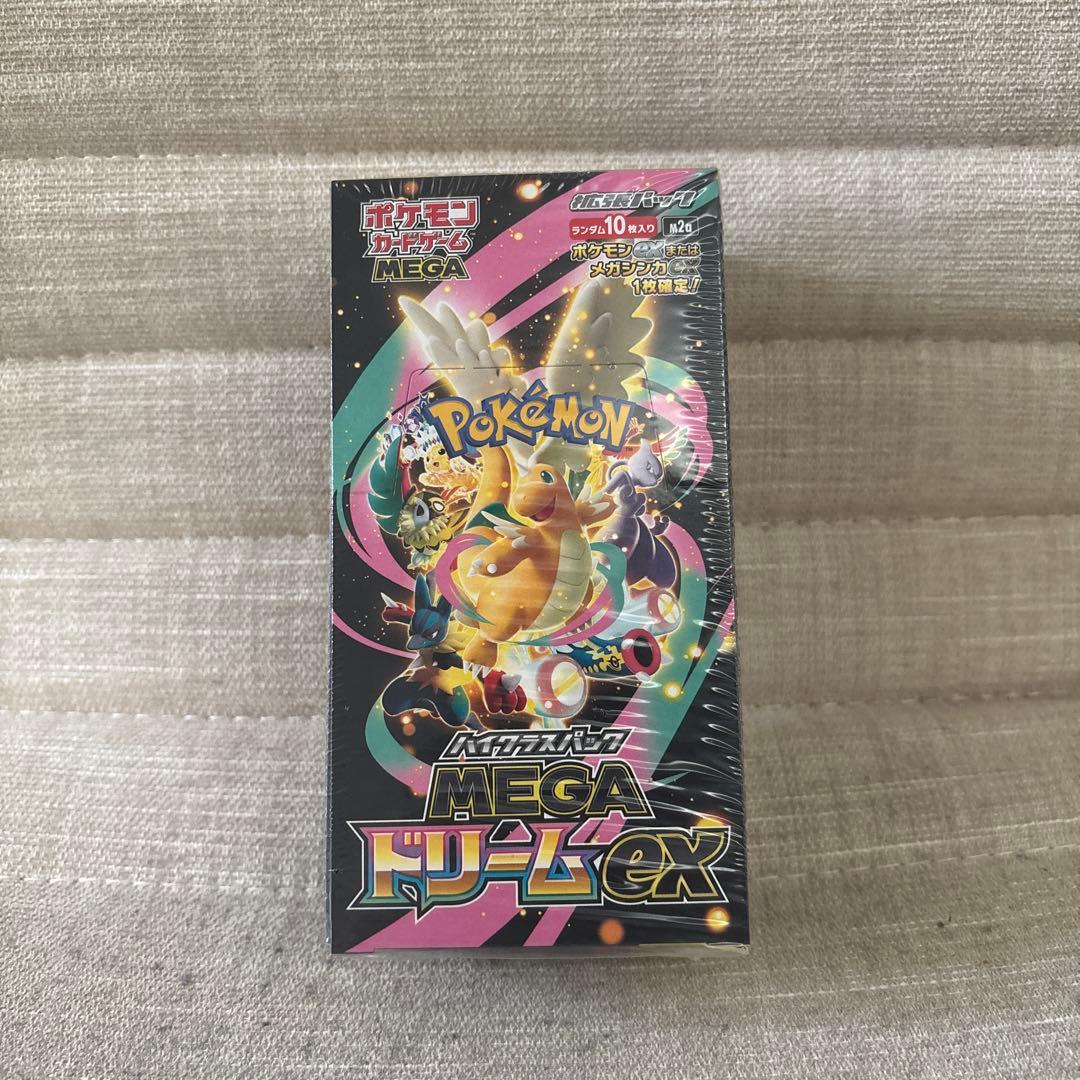 ポケモン
カードゲーム
MEGA
拡張パック
ランダム10枚入り M2a
ポケモンexまたは
メガシンカex
1枚確定!
POKéMON
TM
ハイクラスパック
MEGA
ドリームex